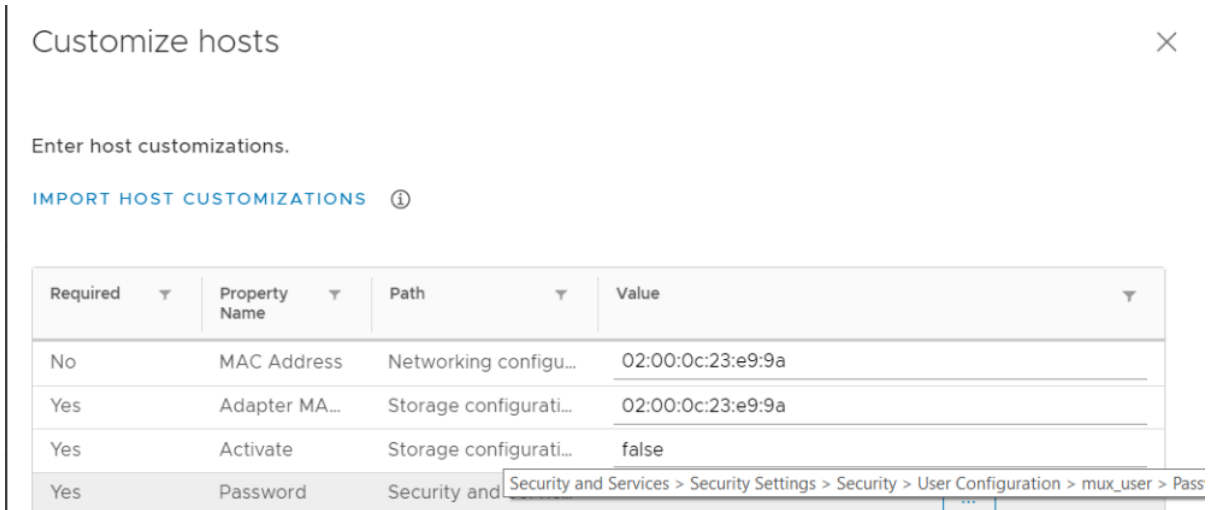 Customize hosts
Enter host customizations.
IMPORT HOST CUSTOMIZATIONS
Required Property Name Path Value
No MAC Address Networking configu... 02:00:0c:23:e9:9a
Yes Adapter MA... Storage configurati... 02:00:0c:23:e9:9a
Yes Activate Storage configurati... false
Yes Password Security and
Security and Services > Security Settings > Security > User Configuration > mux_user > Pass
...